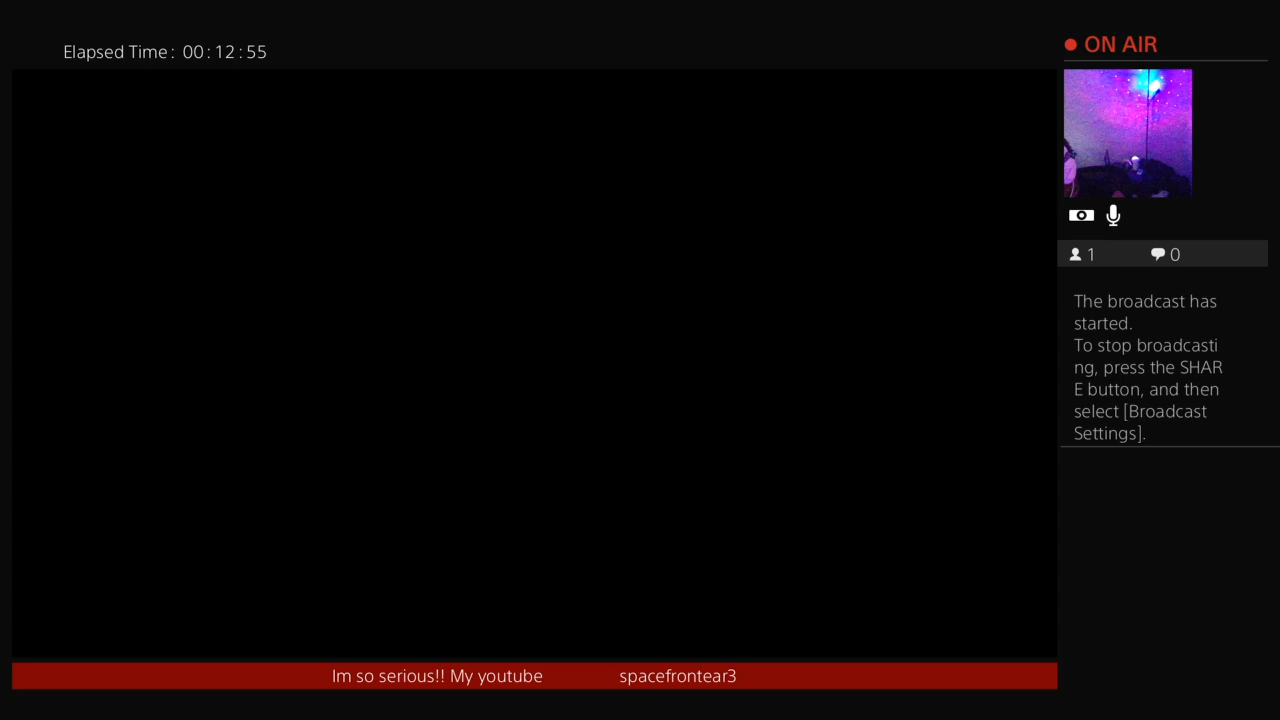 Elapsed Time: 00:12:55
ON AIR
1 0
The broadcast has
started.
To stop broadcasti
ng, press the SHAR
E button, and then
select [Broadcast
Settings].
Im so serious!! My youtube spacefrontear3